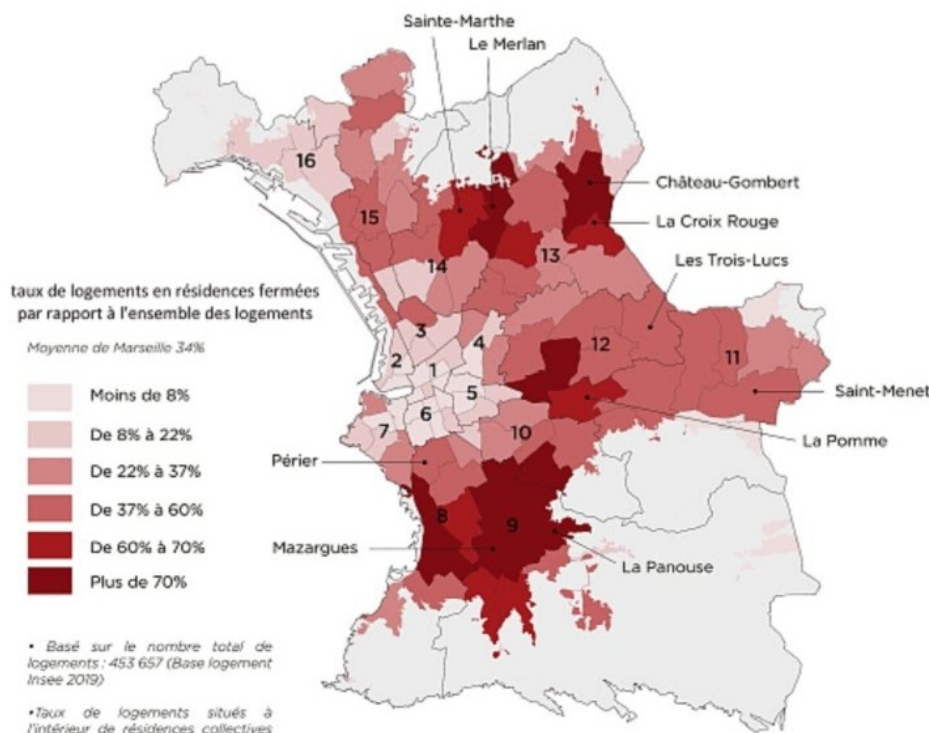 Sainte-Marthe
Le Merlan
16
Château-Gombert
15
La Croix Rouge
13
14
Les Trois-Lucs
taux de logements en résidences fermées
par rapport à l'ensemble des logements
Moyenne de Marseille 34%
3
12
4
11
2
1
Moins de 8%
5
Saint-Menet
6
De 8% à 22%
7
10
La Pomme
De 22% à 37%
Périer
De 37% à 60%
8
9
De 60% à 70%
Mazargues
La Panouse
Plus de 70%
• Basé sur le nombre total de
logements : 453 657 (Base logement
Insee 2019)
•Taux de logements situés à
l'intérieur de résidences collectives